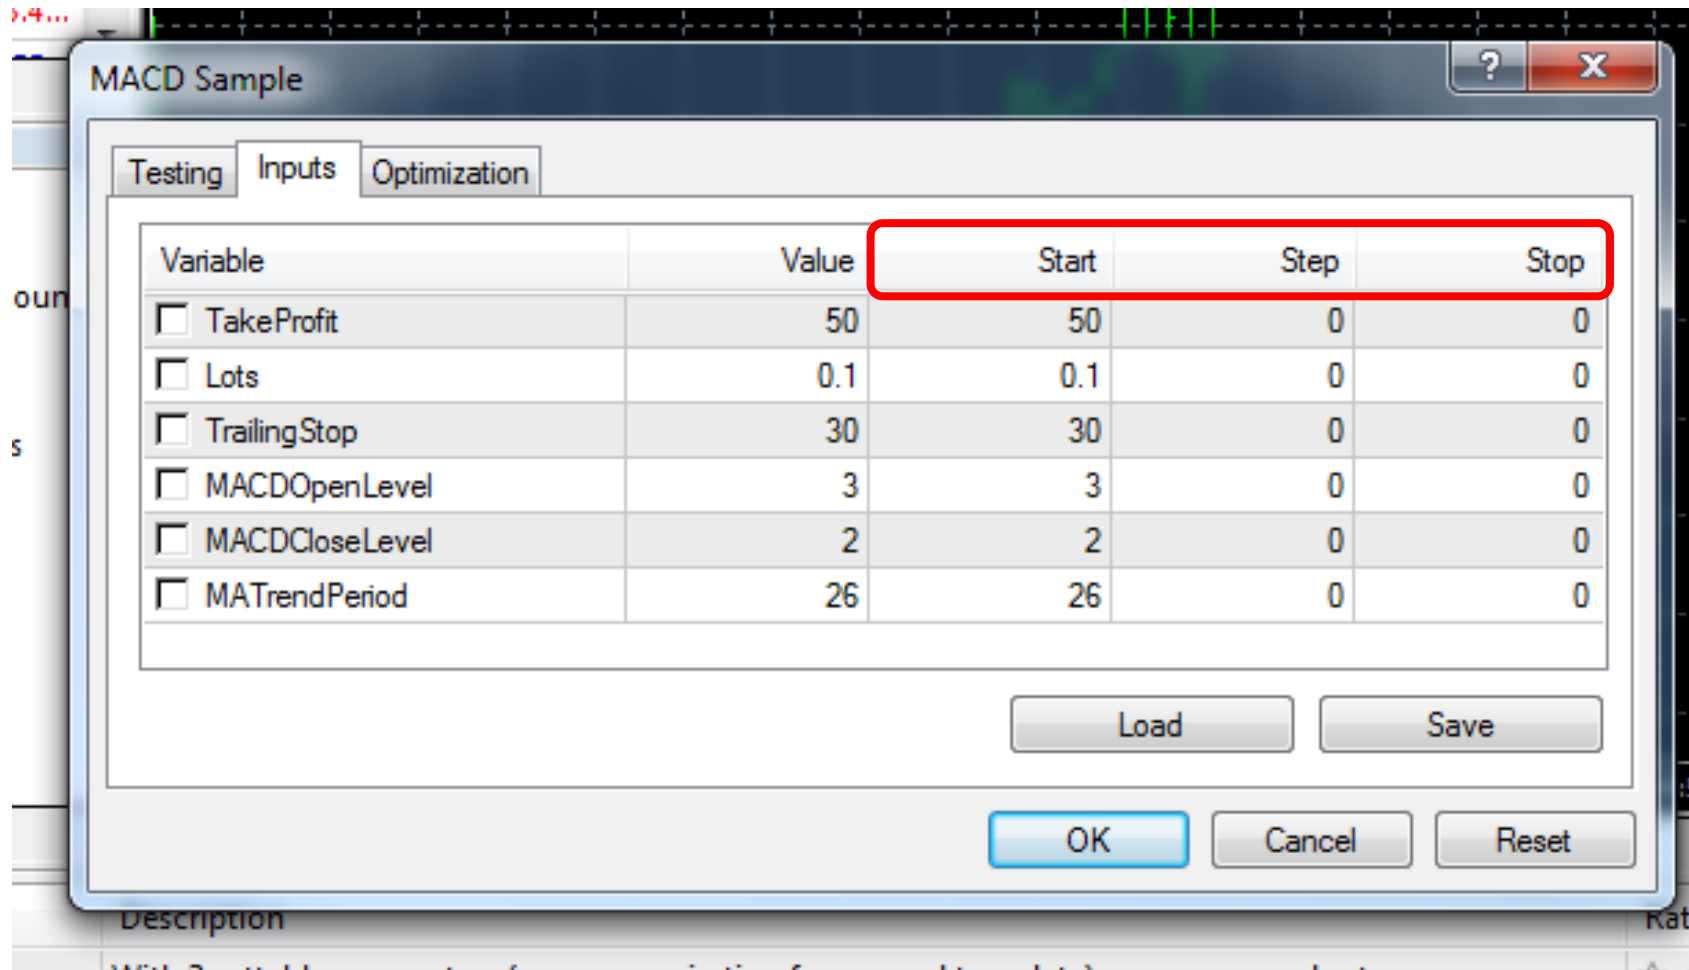 MACD Sample
?
Testing Inputs Optimization
Variable Value Start Step Stop
TakeProfit 50 50 0 0
Lots 0.1 0.1 0 0
TrailingStop 30 30 0 0
MACDOpenLevel 3 3 0 0
MACDCloseLevel 2 2 0 0
MATrendPeriod 26 26 0 0
Load Save
OK Cancel Reset
Description